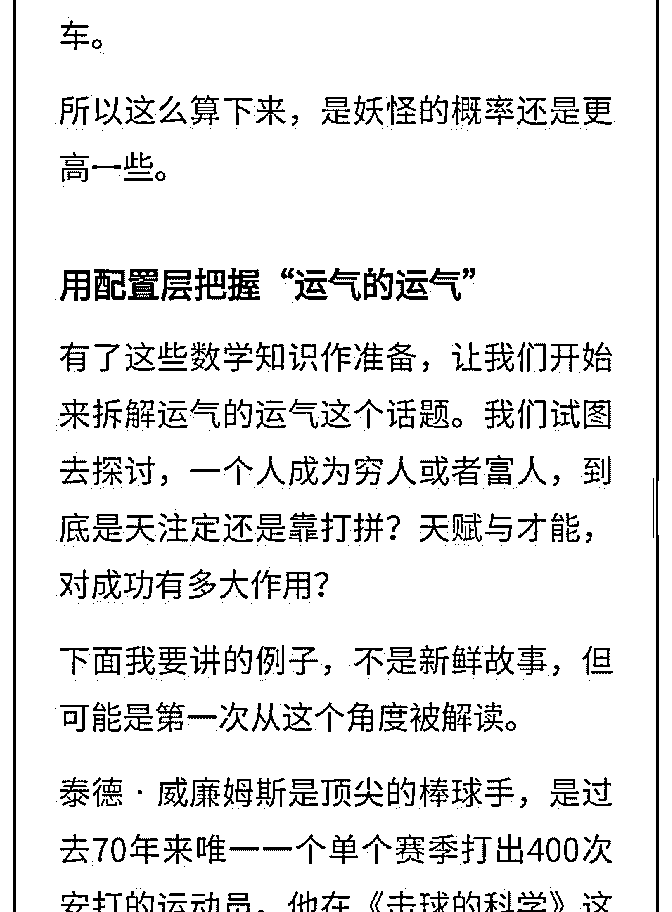 车。
所以这么算下来，是妖怪的概率还是更
高一些。
用配置层把握“运气的运气”
有了这些数学知识作准备，让我们开始
来拆解运气的运气这个话题。我们试图
去探讨，一个人成为穷人或者富人，到
底是天注定还是靠打拼？天赋与才能，
对成功有多大作用？
下面我要讲的例子，不是新鲜故事，但
可能是第一次从这个角度被解读。
泰德·威廉姆斯是顶尖的棒球手，是过
去70年来唯一一个单个赛季打出400次
安打的运动员。他在《击球的科学》这